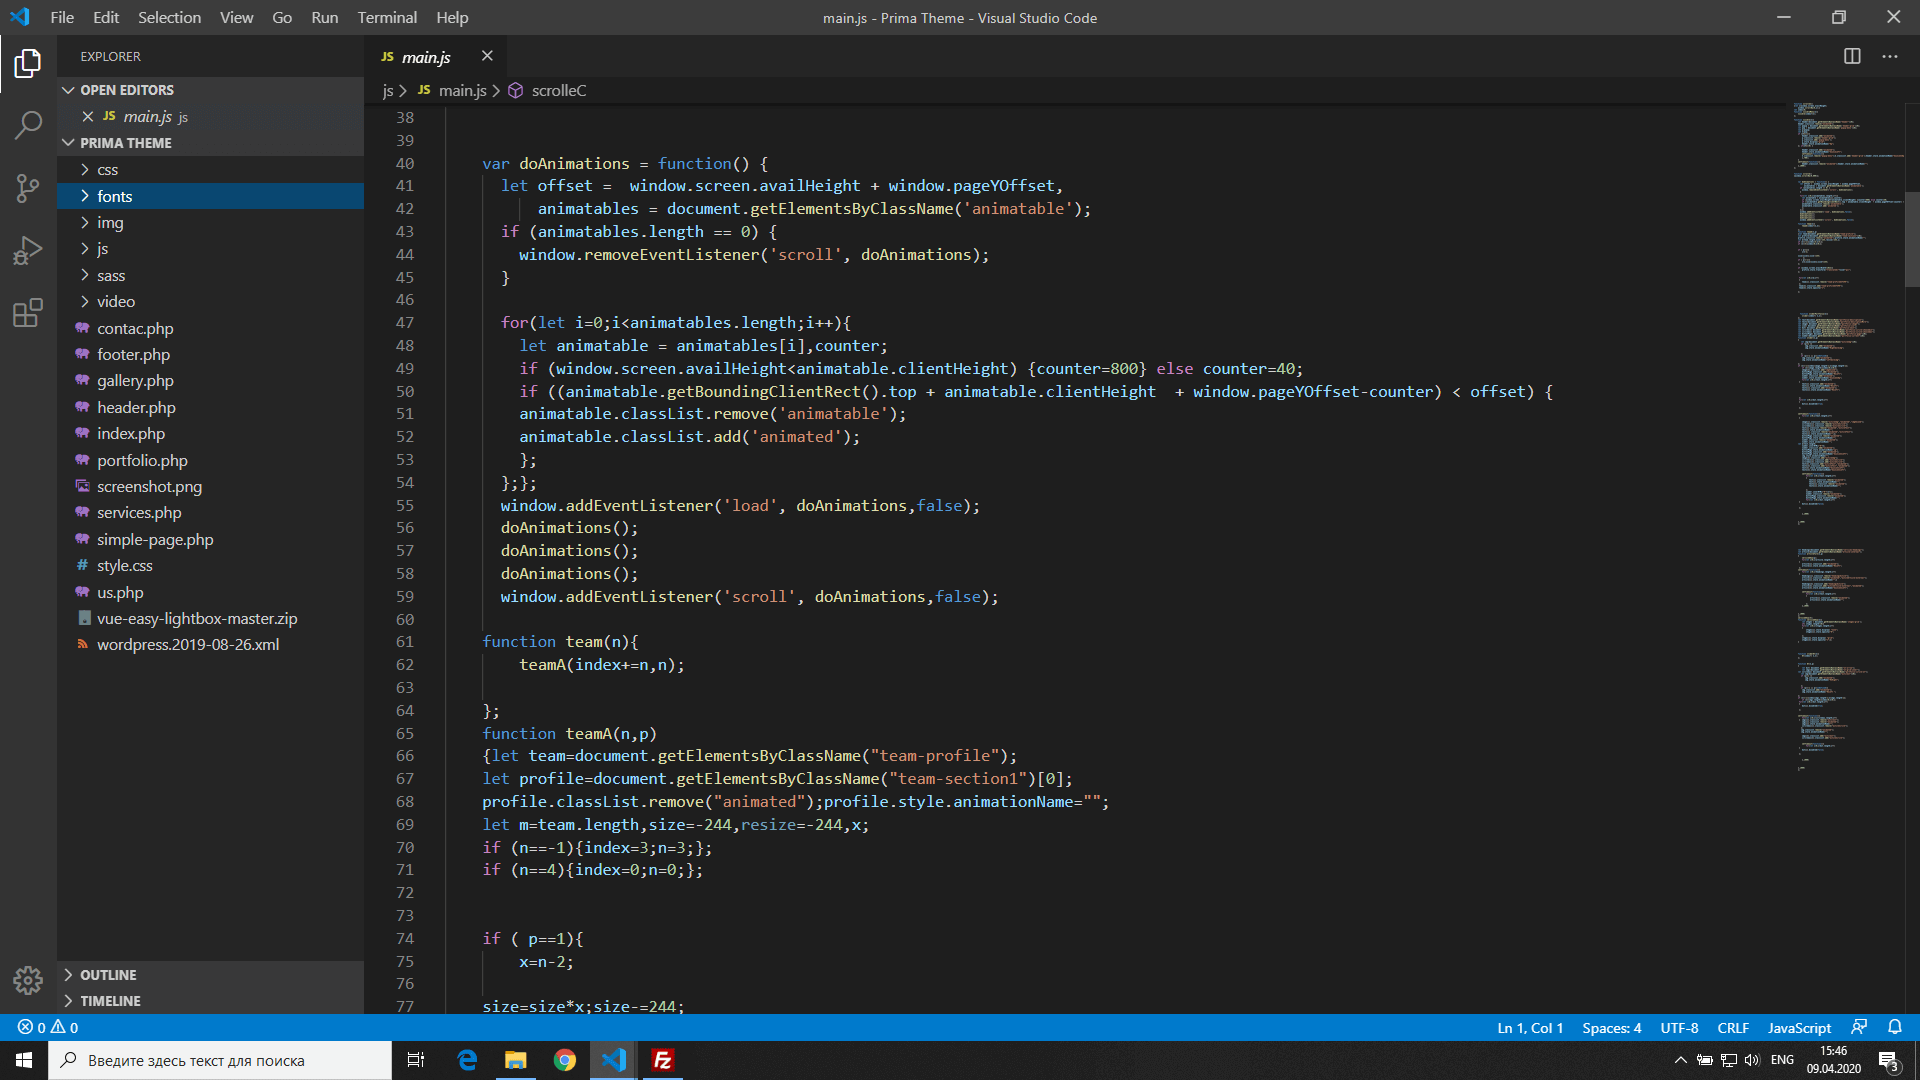 File Edit Selection View Go Run Terminal Help
main.js - Prima Theme - Visual Studio Code
EXPLORER
OPEN EDITORS
JS main.js js
PRIMA THEME
css
fonts
img
js
sass
video
contac.php
footer.php
gallery.php
header.php
index.php
portfolio.php
screenshot.png
services.php
simple-page.php
# style.css
us.php
vue-easy-lightbox-master.zip
wordpress.2019-08-26.xml
OUTLINE
TIMELINE
JS main.js
js > JS main.js > scrolleC
38
39
40 var doAnimations = function() {
41 let offset =  window.screen.availHeight + window.pageYOffset,
42 animatables = document.getElementsByClassName('animatable');
43 if (animatables.length == 0) {
44 window.removeEventListener('scroll', doAnimations);
45 }
46
47 for(let i=0;i<animatables.length;i++){
48 let animatable = animatables[i],counter;
49 if (window.screen.availHeight<animatable.clientHeight) {counter=800} else counter=40;
50 if ((animatable.getBoundingClientRect().top + animatable.clientHeight  + window.pageYOffset-counter) < offset) {
51 animatable.classList.remove('animatable');
52 animatable.classList.add('animated');
53 };
54 };};
55 window.addEventListener('load', doAnimations,false);
56 doAnimations();
57 doAnimations();
58 doAnimations();
59 window.addEventListener('scroll', doAnimations,false);
60
61 function team(n){
62 teamA(index+=n,n);
63
64 };
65 function teamA(n,p)
66 {let team=document.getElementsByClassName("team-profile");
67 let profile=document.getElementsByClassName("team-section1")[0];
68 profile.classList.remove("animated");profile.style.animationName="";
69 let m=team.length,size=-244,resize=-244,x;
70 if (n==-1){index=3;n=3;};
71 if (n==4){index=0;n=0;};
72
73
74 if ( p==1){
75 x=n-2;
76
77 size=size*x;size-=244;
0 0
Ln 1, Col 1 Spaces: 4 UTF-8 CRLF JavaScript
Введите здесь текст для поиска
ENG
15:46
09.04.2020
3